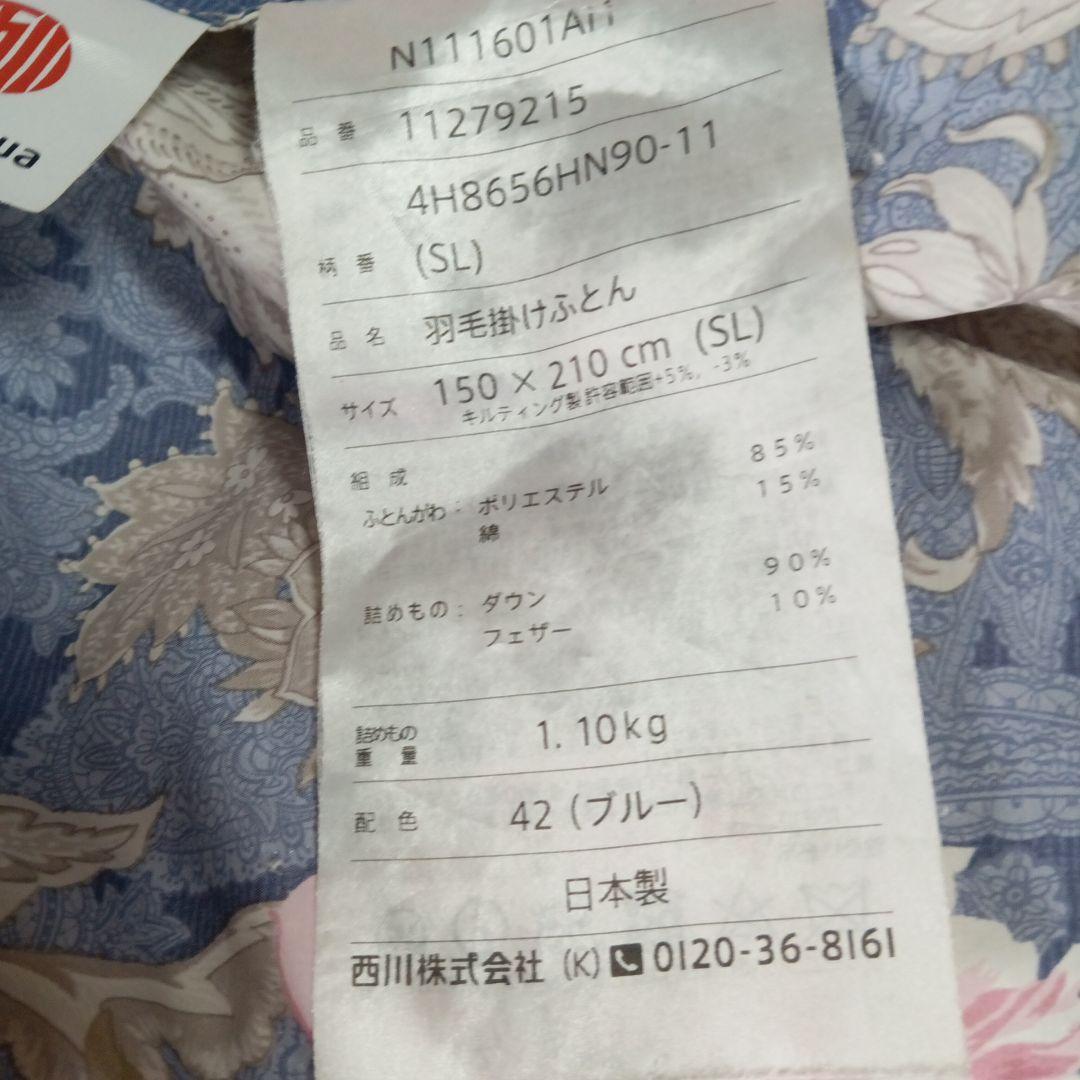 ua
N111601Ari
品番 11279215
4H8656HN90-11
柄番 (SL)
品名 羽毛掛けふとん
サイズ 150×210cm (SL)
キルティング製許容範囲+5%, -3%
組成
ふとんがわ: ポリエステル 85%
綿 15%
詰めもの: ダウン 90%
フェザー 10%
詰めもの
重量 1.10kg
配色 42(ブルー)
日本製
西川株式会社 (K) 0120-36-8161